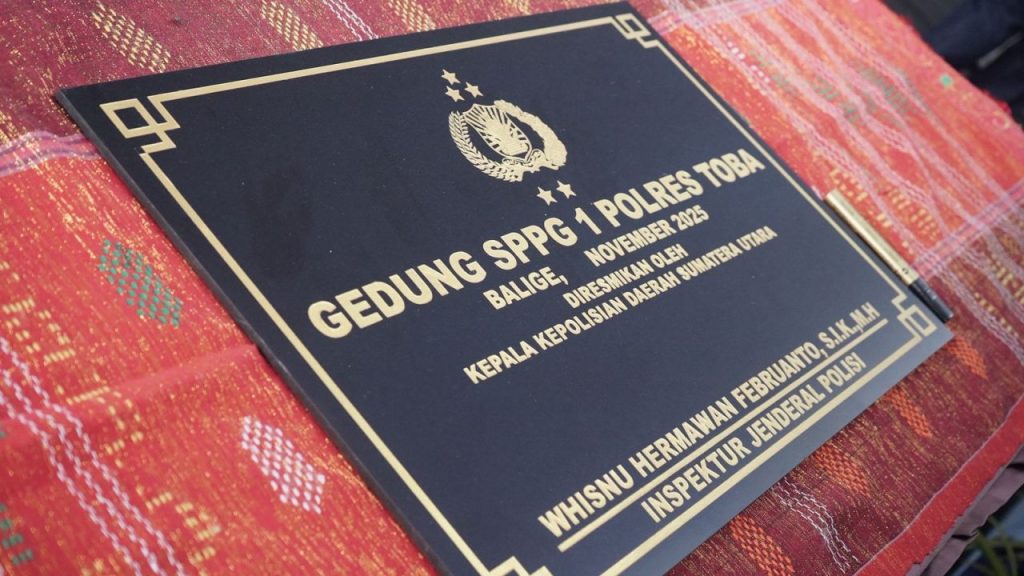 GEDUNG SPPG 1 POLRES TOBA
BALIGE, NOVEMBER 2025
DIRESMIKAN OLEH
KEPALA KEPOLISIAN DAERAH SUMATERA UTARA
WHISNU HERMAWAN FEBRUANTO, S.I.K.,M.H
INSPEKTUR JENDERAL POLISI